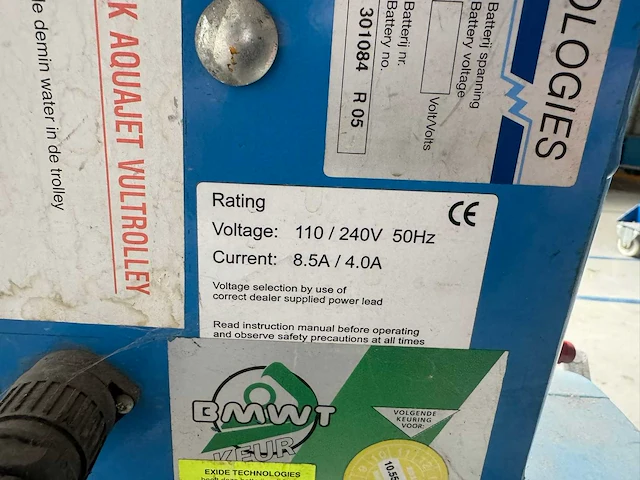 K AQUAJET VULTROLLEY
de demin water in de trolley
OLOGIES
Batterij spanning
Battery voltage
Volt/Volts
Batterij nr.
Battery no.
301084 R 05
CE
Rating
Voltage: 110 / 240V 50Hz
Current: 8.5A / 4.0A
Voltage selection by use of
correct dealer supplied power lead
Read instruction manual before operating
and observe safety precautions at all times
BMWT
KEUR
VOLGENDE
KEURING
VOOR:
EXIDE TECHNOLOGIES
10.55